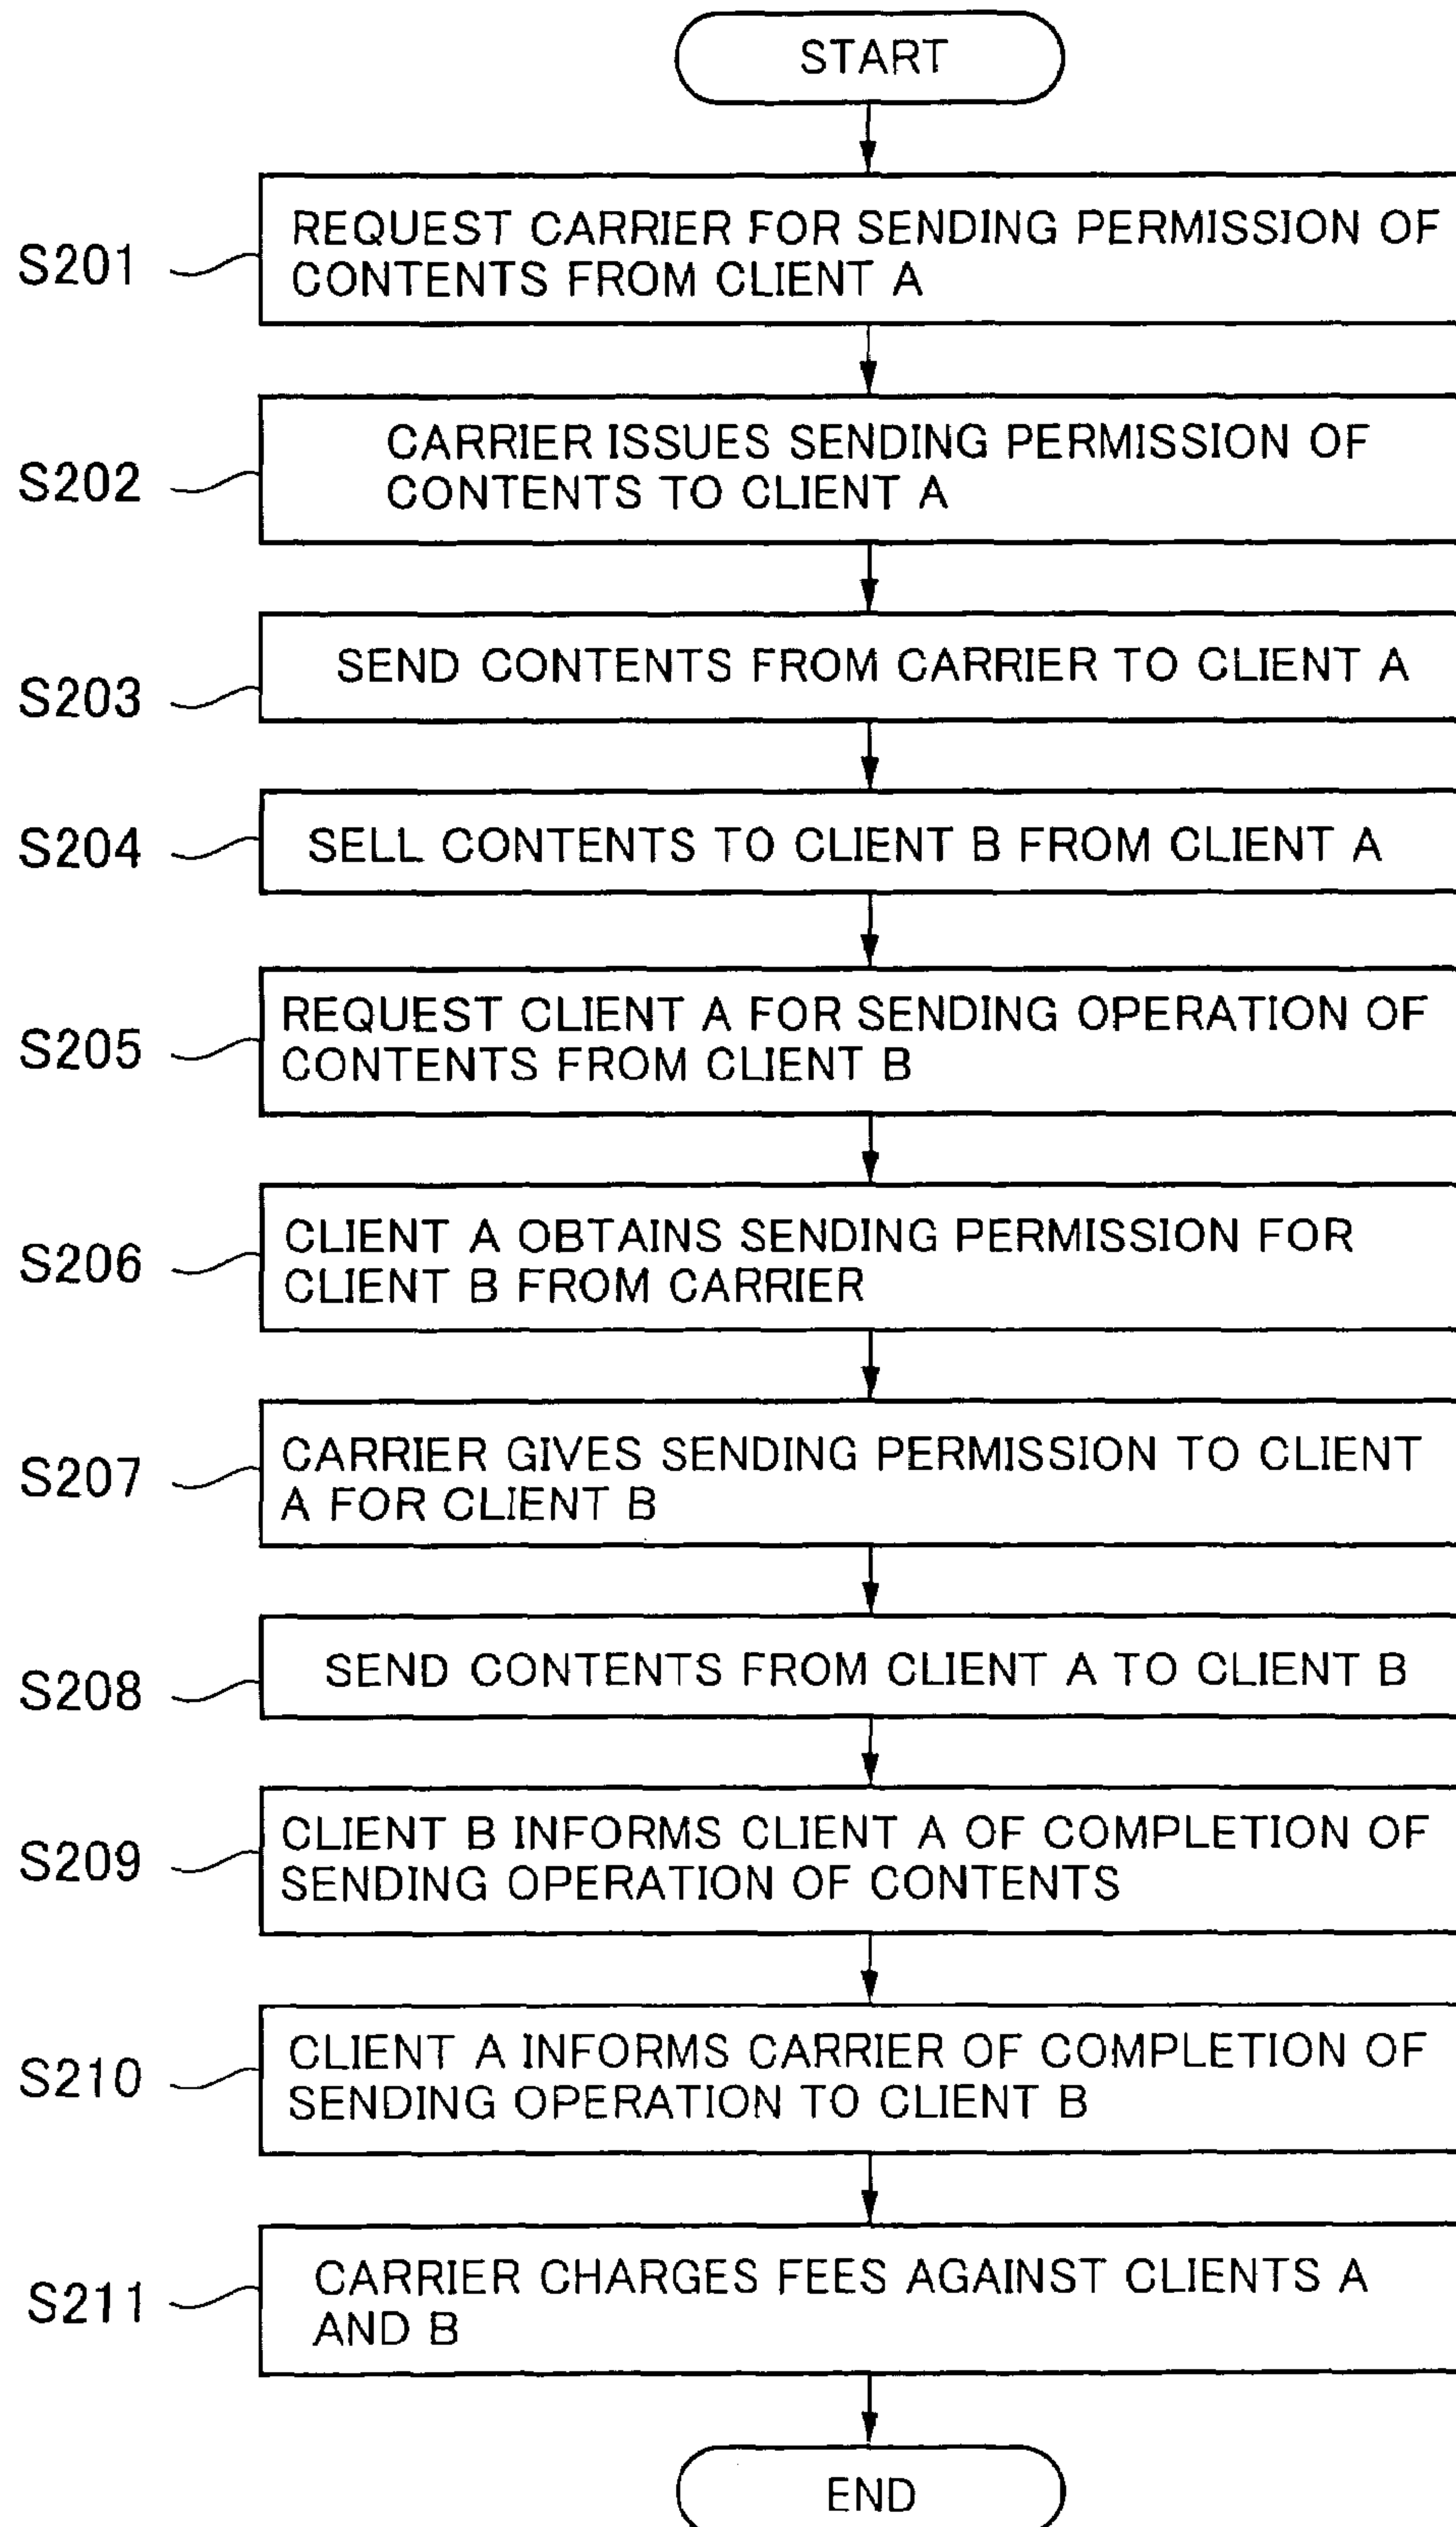 START
S201
REQUEST CARRIER FOR SENDING PERMISSION OF
CONTENTS FROM CLIENT A
S202
CARRIER ISSUES SENDING PERMISSION OF
CONTENTS TO CLIENT A
S203
SEND CONTENTS FROM CARRIER TO CLIENT A
S204
SELL CONTENTS TO CLIENT B FROM CLIENT A
S205
REQUEST CLIENT A FOR SENDING OPERATION OF
CONTENTS FROM CLIENT B
S206
CLIENT A OBTAINS SENDING PERMISSION FOR
CLIENT B FROM CARRIER
S207
CARRIER GIVES SENDING PERMISSION TO CLIENT
A FOR CLIENT B
S208
SEND CONTENTS FROM CLIENT A TO CLIENT B
S209
CLIENT B INFORMS CLIENT A OF COMPLETION OF
SENDING OPERATION OF CONTENTS
S210
CLIENT A INFORMS CARRIER OF COMPLETION OF
SENDING OPERATION TO CLIENT B
S211
CARRIER CHARGES FEES AGAINST CLIENTS A
AND B
END